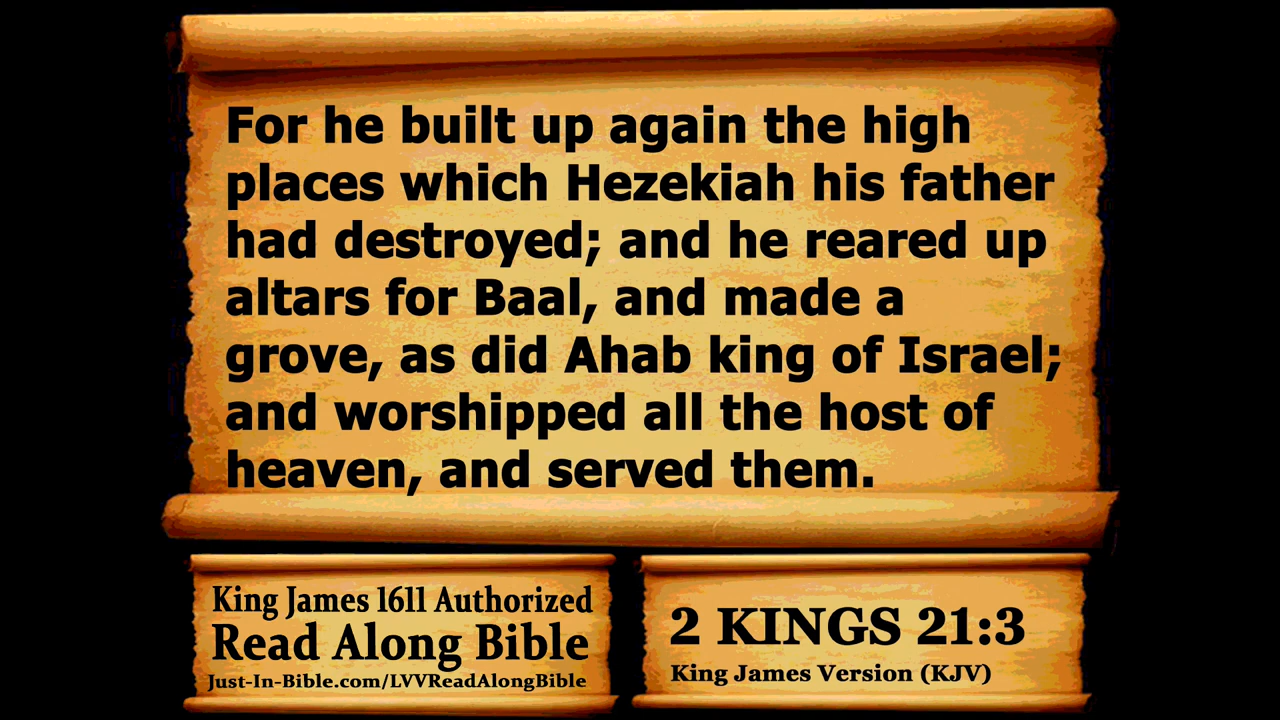 For he built up again the high
places which Hezekiah his father
had destroyed; and he reared up
altars for Baal, and made a
grove, as did Ahab king of Israel;
and worshipped all the host of
heaven, and served them.
King James 1611 Authorized
Read Along Bible
Just-In-Bible.com/LVVReadAlongBible
2 KINGS 21:3
King James Version (KJV)